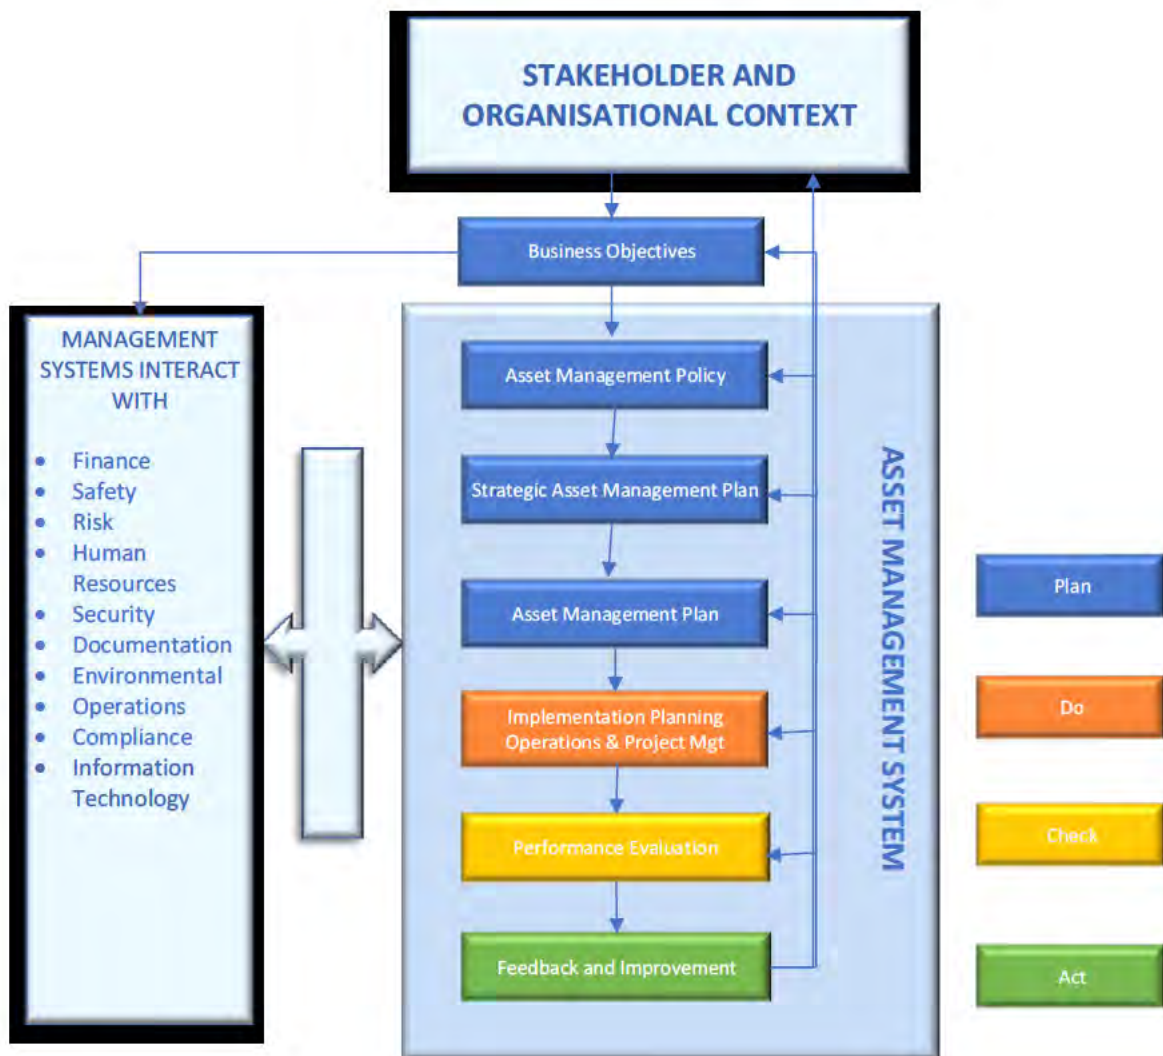 STAKEHOLDER AND
ORGANISATIONAL CONTEXT
Business Objectives
MANAGEMENT
SYSTEMS INTERACT
WITH
• Finance
• Safety
• Risk
• Human
Resources
• Security
• Documentation
• Environmental
• Operations
• Compliance
• Information
Technology
Asset Management Policy
Strategic Asset Management Plan
Asset Management Plan
Implementation Planning
Operations & Project Mgt
Performance Evaluation
Feedback and Improvement
ASSET MANAGEMENT SYSTEM
Plan
Do
Check
Act